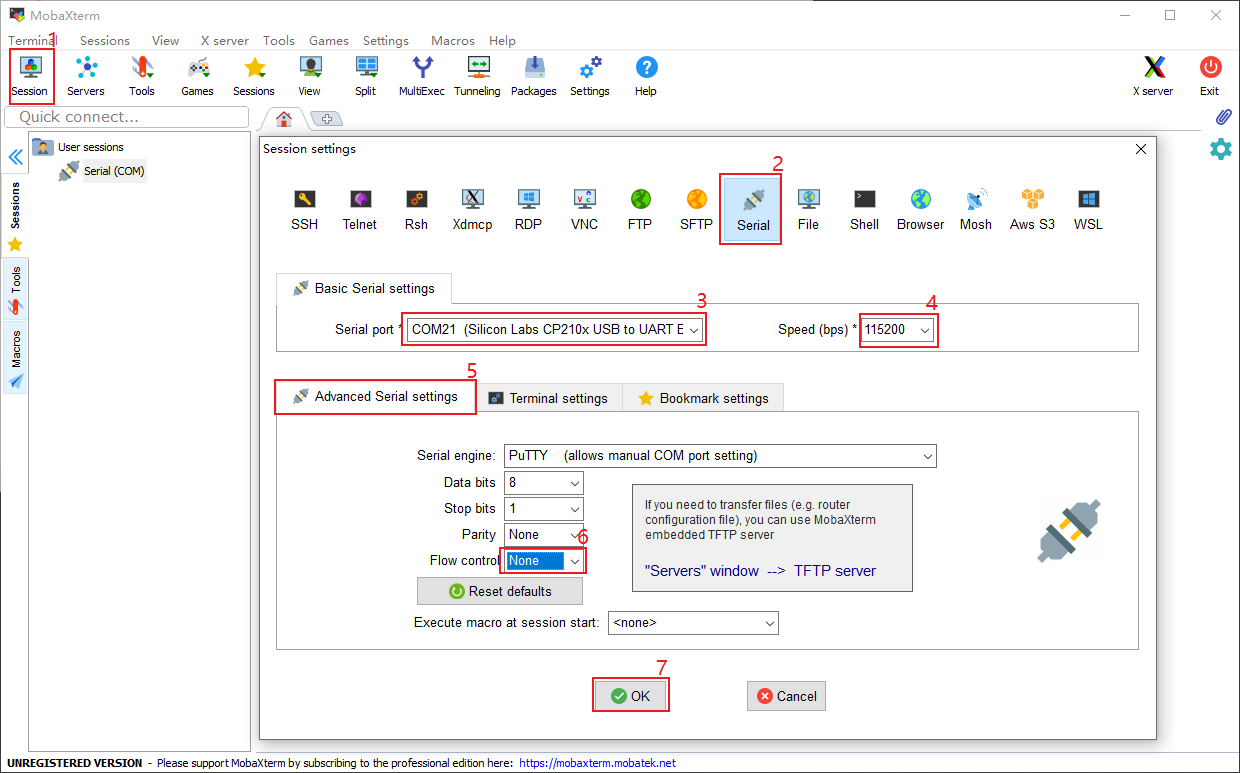 MobaXterm
Terminal Sessions View X server Tools Games Settings Macros Help
1
Session Servers Tools Games Sessions View Split MultiExec Tunneling Packages Settings Help X server Exit
Quick connect...
User sessions
Serial (COM)
Sessions
Tools
Macros
Session settings
2
SSH Telnet Rsh Xdmcp RDP VNC FTP SFTP Serial File Shell Browser Mosh Aws S3 WSL
Basic Serial settings
3 4
Serial port * COM21 (Silicon Labs CP210x USB to UART Speed (bps) * 115200
5
Advanced Serial settings Terminal settings Bookmark settings
Serial engine: PuTTY (allows manual COM port setting)
Data bits 8
Stop bits 1
Parity None
6
Flow control None
Reset defaults
Execute macro at session start: <none>
If you need to transfer files (e.g. router
configuration file), you can use MobaXterm
embedded TFTP server
"Servers" window --> TFTP server
7
OK Cancel
UNREGISTERED VERSION - Please support MobaXterm by subscribing to the professional edition here: https://mobaxterm.mobatek.net